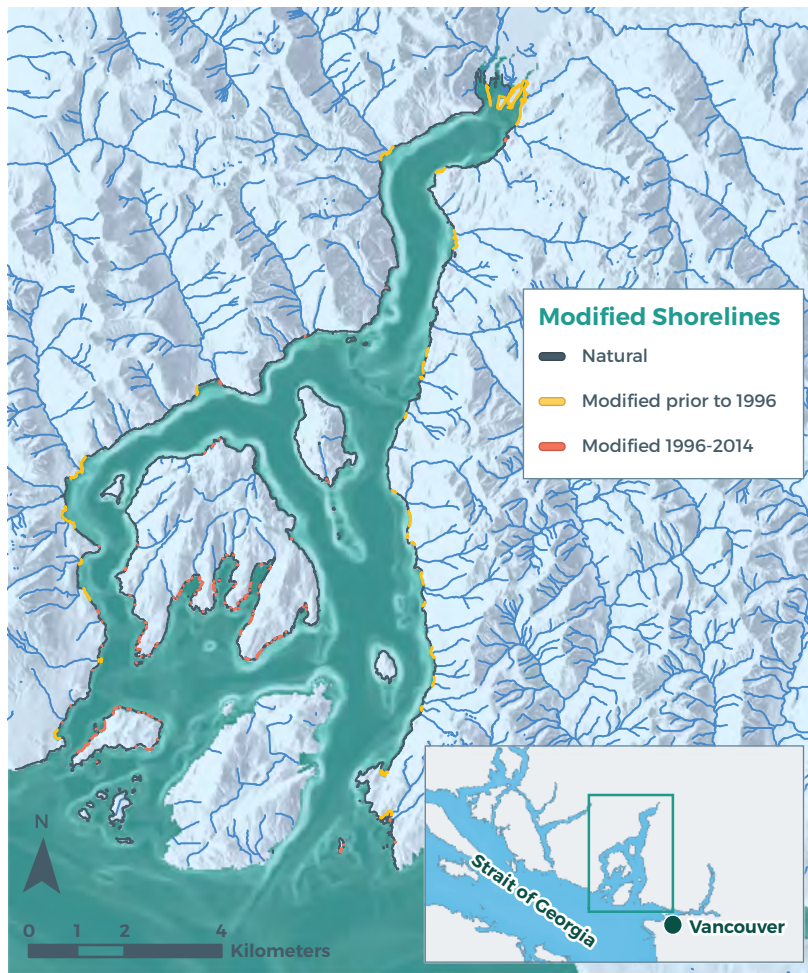 Modified Shorelines
Natural
Modified prior to 1996
Modified 1996-2014
N
0 1 2 4
Kilometers
Strait of Georgia
Vancouver